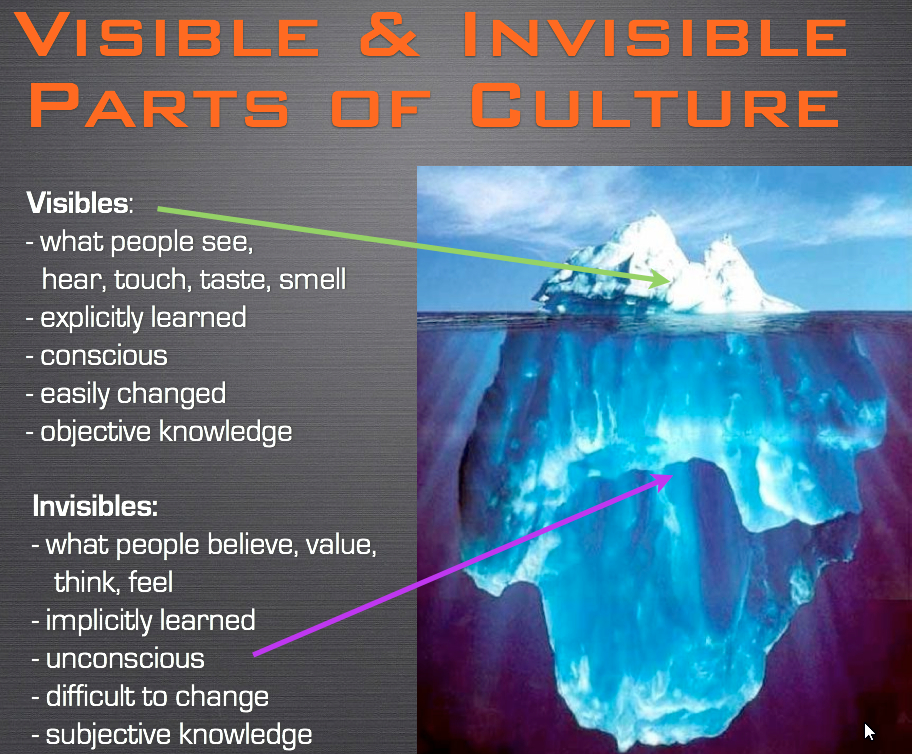 Visible & Invisible
Parts of Culture
Visibles:
- what people see,
hear, touch, taste, smell
- explicitly learned
- conscious
- easily changed
- objective knowledge
Invisibles:
- what people believe, value,
think, feel
- implicitly learned
- unconscious
- difficult to change
- subjective knowledge